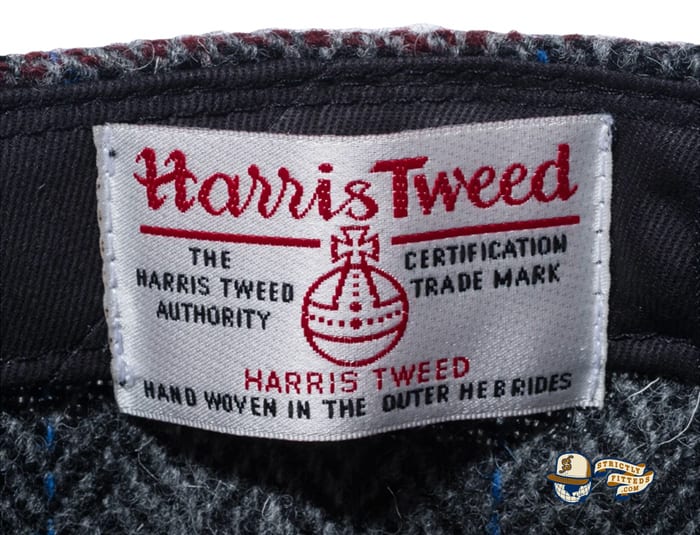 Harris Tweed
THE
HARRIS TWEED
AUTHORITY
CERTIFICATION
TRADE MARK
HARRIS TWEED
HAND WOVEN IN THE OUTER HEBRIDES
STRICTLY
FITTEDS
.COM